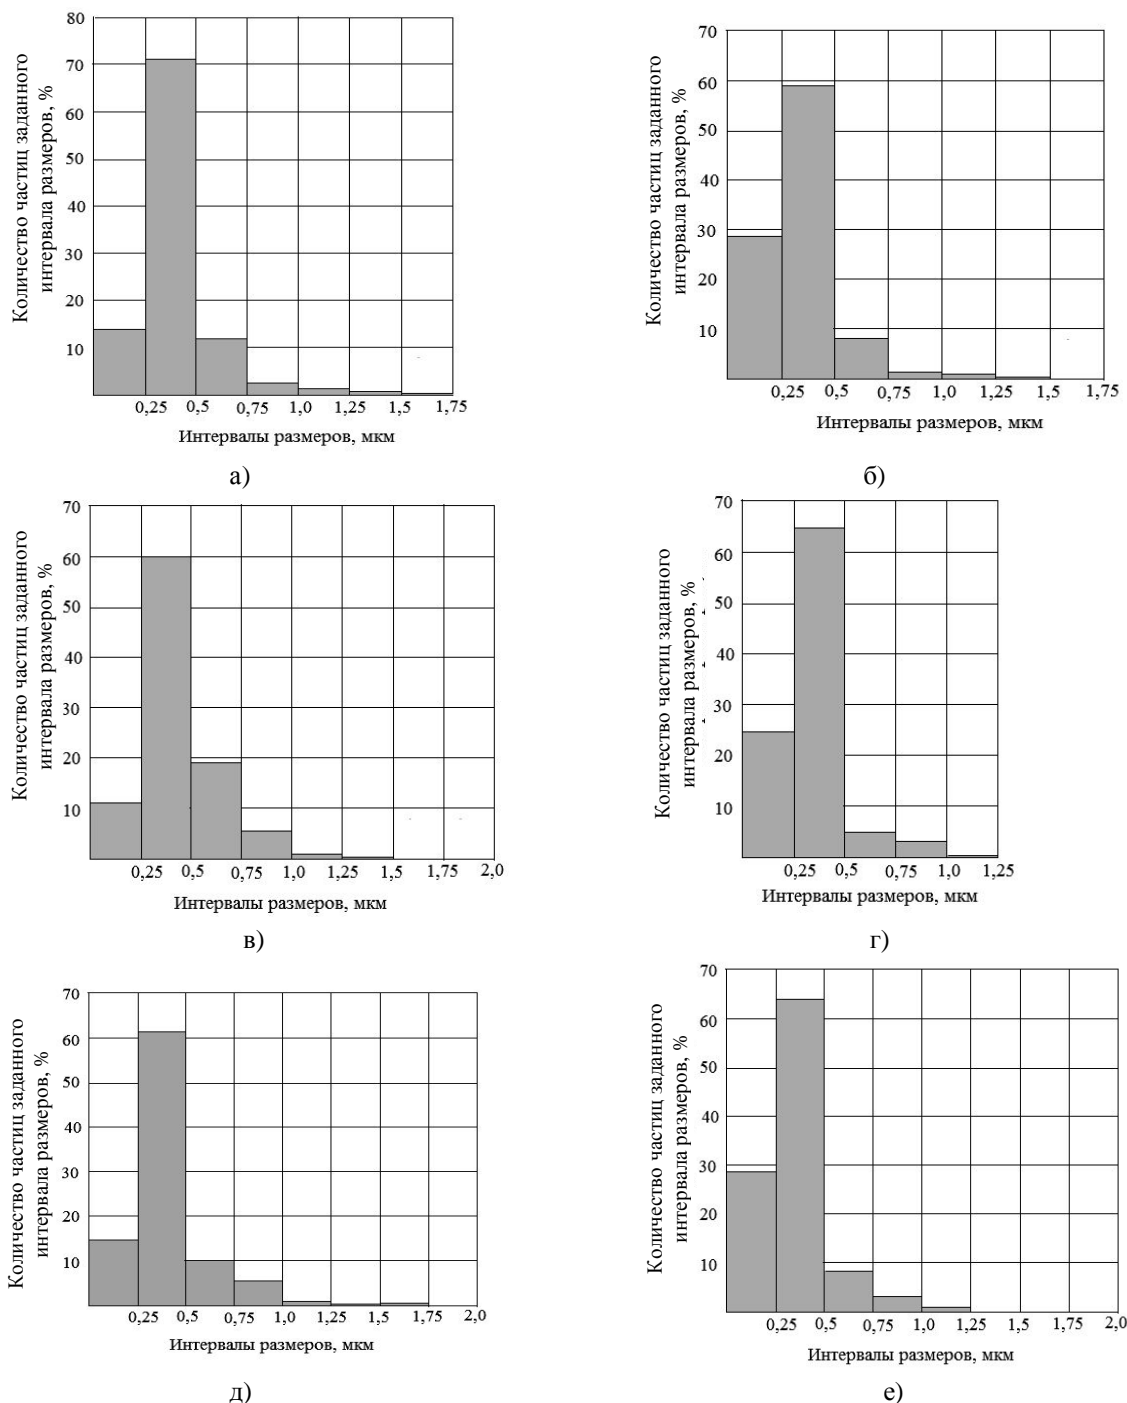 Количество частиц заданного
интервала размеров, %
80
70
60
50
40
30
20
10
0,25 0,5 0,75 1,0 1,25 1,5 1,75
Интервалы размеров, мкм
а)
Количество частиц заданного
интервала размеров, %
70
60
50
40
30
20
10
0,25 0,5 0,75 1,0 1,25 1,5 1,75
Интервалы размеров, мкм
б)
Количество частиц заданного
интервала размеров, %
70
60
50
40
30
20
10
0,25 0,5 0,75 1,0 1,25 1,5 1,75 2,0
Интервалы размеров, мкм
в)
Количество частиц заданного
интервала размеров, %
70
60
50
40
30
20
10
0,25 0,5 0,75 1,0 1,25
Интервалы размеров, мкм
г)
Количество частиц заданного
интервала размеров, %
70
60
50
40
30
20
10
0,25 0,5 0,75 1,0 1,25 1,5 1,75 2,0
Интервалы размеров, мкм
д)
Количество частиц заданного
интервала размеров, %
70
60
50
40
30
20
10
0,25 0,5 0,75 1,0 1,25 1,5 1,75 2,0
Интервалы размеров, мкм
е)